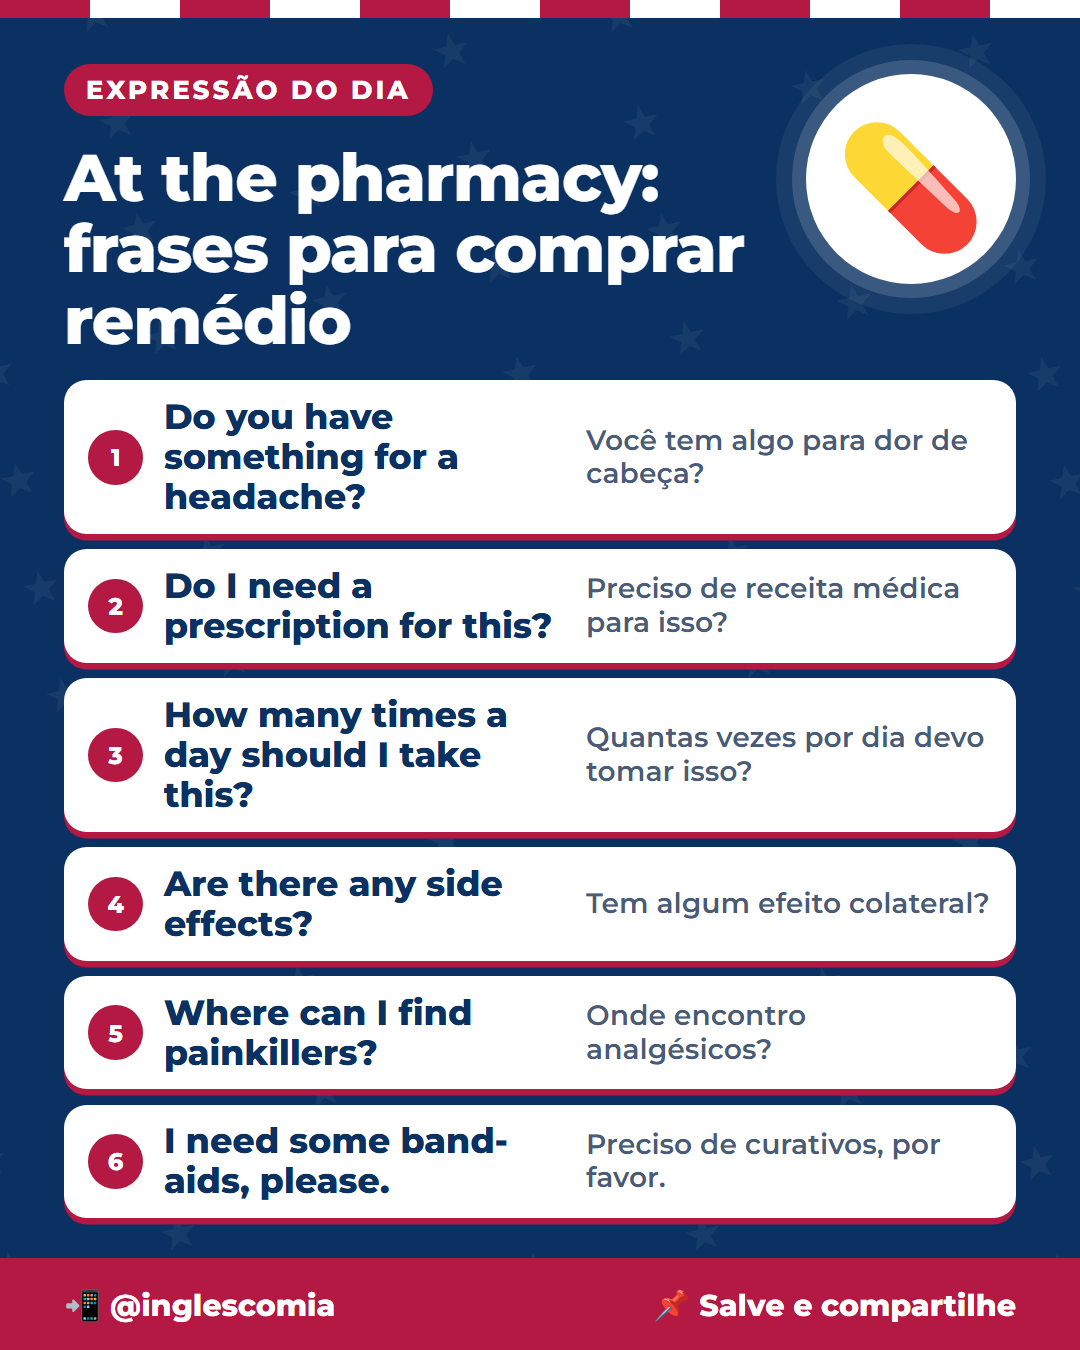 EXPRESSÃO DO DIA
At the pharmacy:
frases para comprar
remédio
1
Do you have
something for a
headache?
Você tem algo para dor de
cabeça?
2
Do I need a
prescription for this?
Preciso de receita médica
para isso?
3
How many times a
day should I take
this?
Quantas vezes por dia devo
tomar isso?
4
Are there any side
effects?
Tem algum efeito colateral?
5
Where can I find
painkillers?
Onde encontro
analgésicos?
6
I need some band-
aids, please.
Preciso de curativos, por
favor.
@inglescomia
Salve e compartilhe